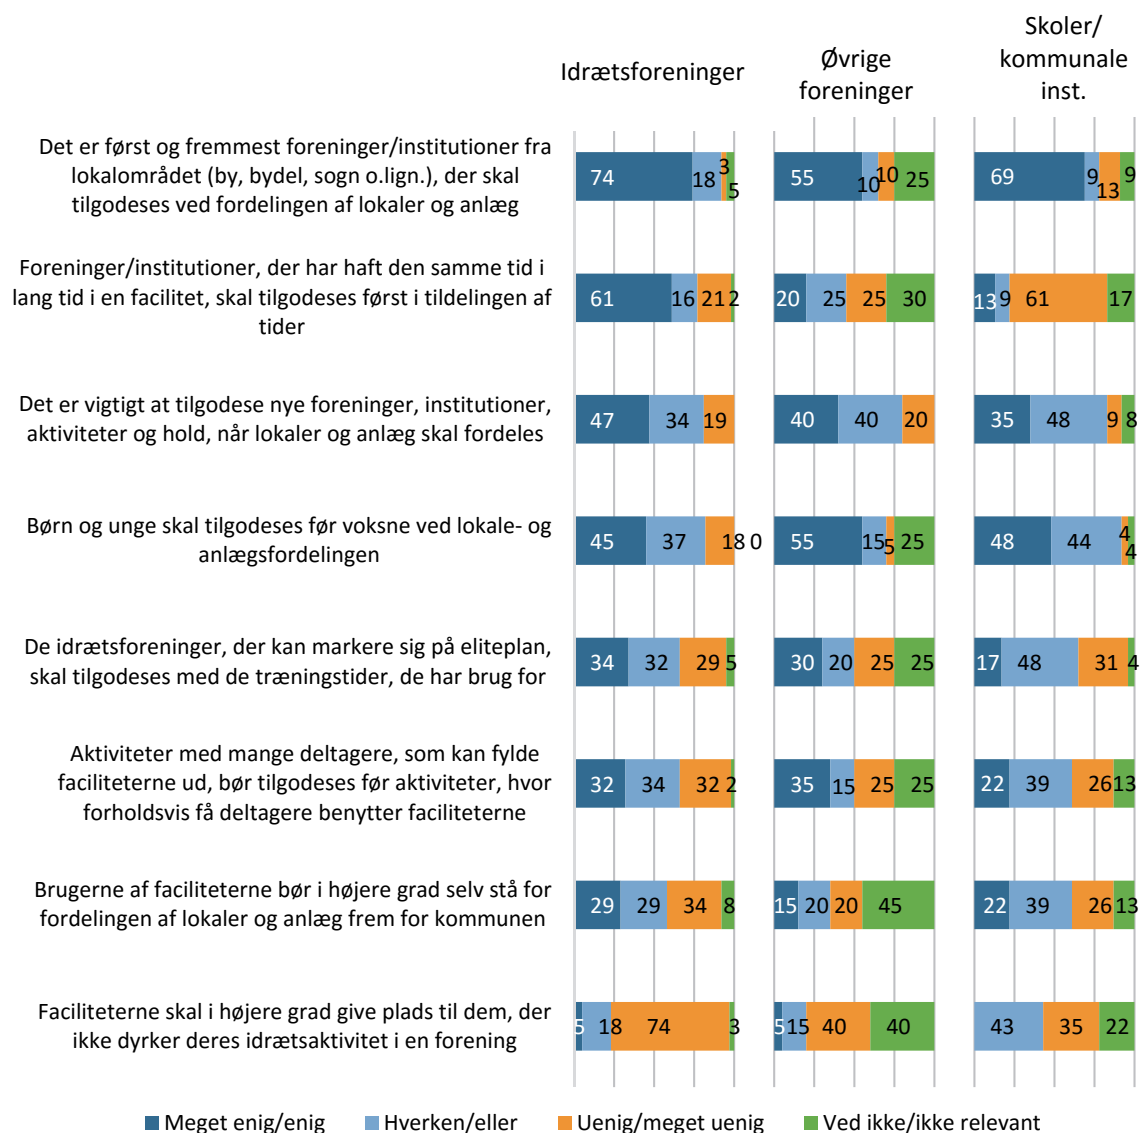 Idrætsforeninger
Øvrige
foreninger
Skoler/
kommunale
inst.
Det er først og fremmest foreninger/institutioner fra
lokalområdet (by, bydel, sogn o.lign.), der skal
tilgodeses ved fordelingen af lokaler og anlæg
74 18 3 5 55 10 10 25 69 9 13 9
Foreninger/institutioner, der har haft den samme tid i
lang tid i en facilitet, skal tilgodeses først i tildelingen af
tider
61 16 21 2 20 25 25 30 13 9 61 17
Det er vigtigt at tilgodese nye foreninger, institutioner,
aktiviteter og hold, når lokaler og anlæg skal fordeles
47 34 19 40 40 20 35 48 9 8
Børn og unge skal tilgodeses før voksne ved lokale- og
anlægsfordelingen
45 37 18 0 55 15 5 25 48 44 4 4
De idrætsforeninger, der kan markere sig på eliteplan,
skal tilgodeses med de træningstider, de har brug for
34 32 29 5 30 20 25 25 17 48 31 4
Aktiviteter med mange deltagere, som kan fylde
faciliteterne ud, bør tilgodeses før aktiviteter, hvor
forholdsvis få deltagere benytter faciliteterne
32 34 32 2 35 15 25 25 22 39 26 13
Brugerne af faciliteterne bør i højere grad selv stå for
fordelingen af lokaler og anlæg frem for kommunen
29 29 34 8 15 20 20 45 22 39 26 13
Faciliteterne skal i højere grad give plads til dem, der
ikke dyrker deres idrætsaktivitet i en forening
5 18 74 3 5 15 40 40 43 35 22
Meget enig/enig Hverken/eller Uenig/meget uenig Ved ikke/ikke relevant